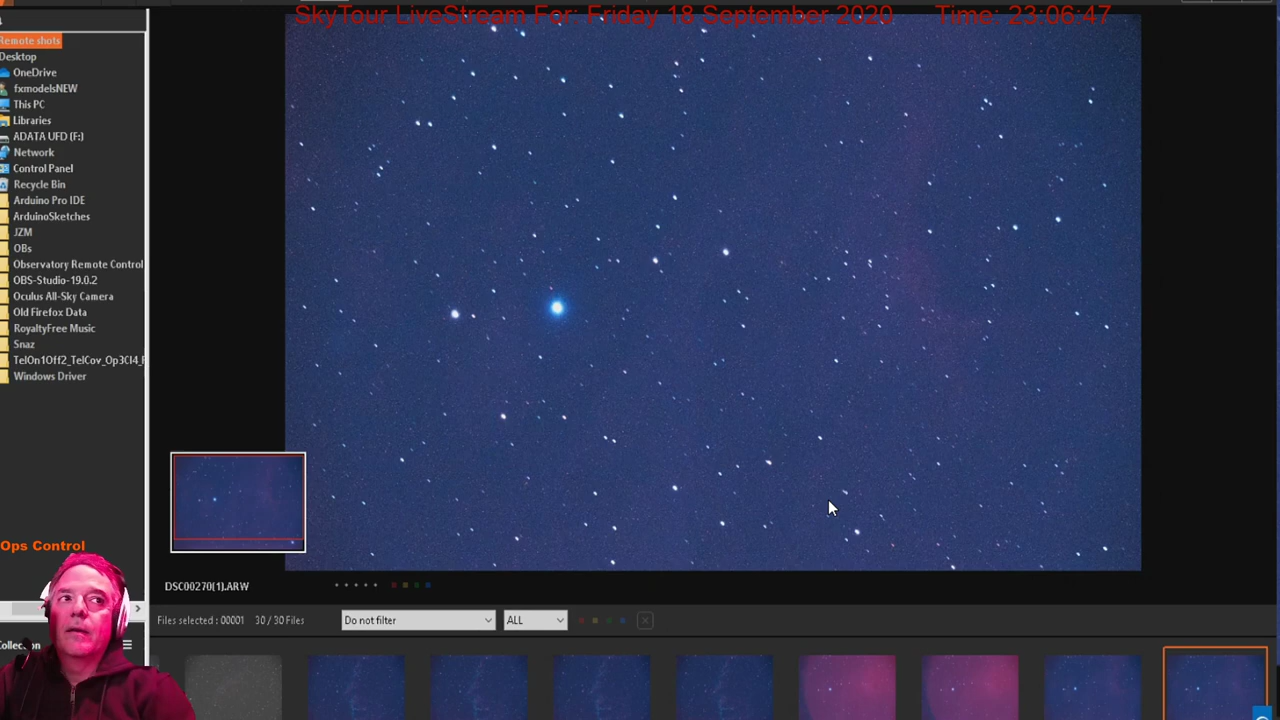 SkyTour LiveStream For: Friday 18 September 2020 Time: 23:06:47
Remote shots
Desktop
OneDrive
fxmodelsNEW
This PC
Libraries
ADATA UFD (F:)
Network
Control Panel
Recycle Bin
Arduino Pro IDE
ArduinoSketches
JZM
OBs
Observatory Remote Control
OBS-Studio-19.0.2
Oculus All-Sky Camera
Old Firefox Data
RoyaltyFree Music
Snaz
TelOn1Off2_TelCov_Op3Cl4_
Windows Driver
Ops Control
DSC00270(1).ARW
Files selected : 00001 30 / 30 Files
Do not filter
ALL
Collection